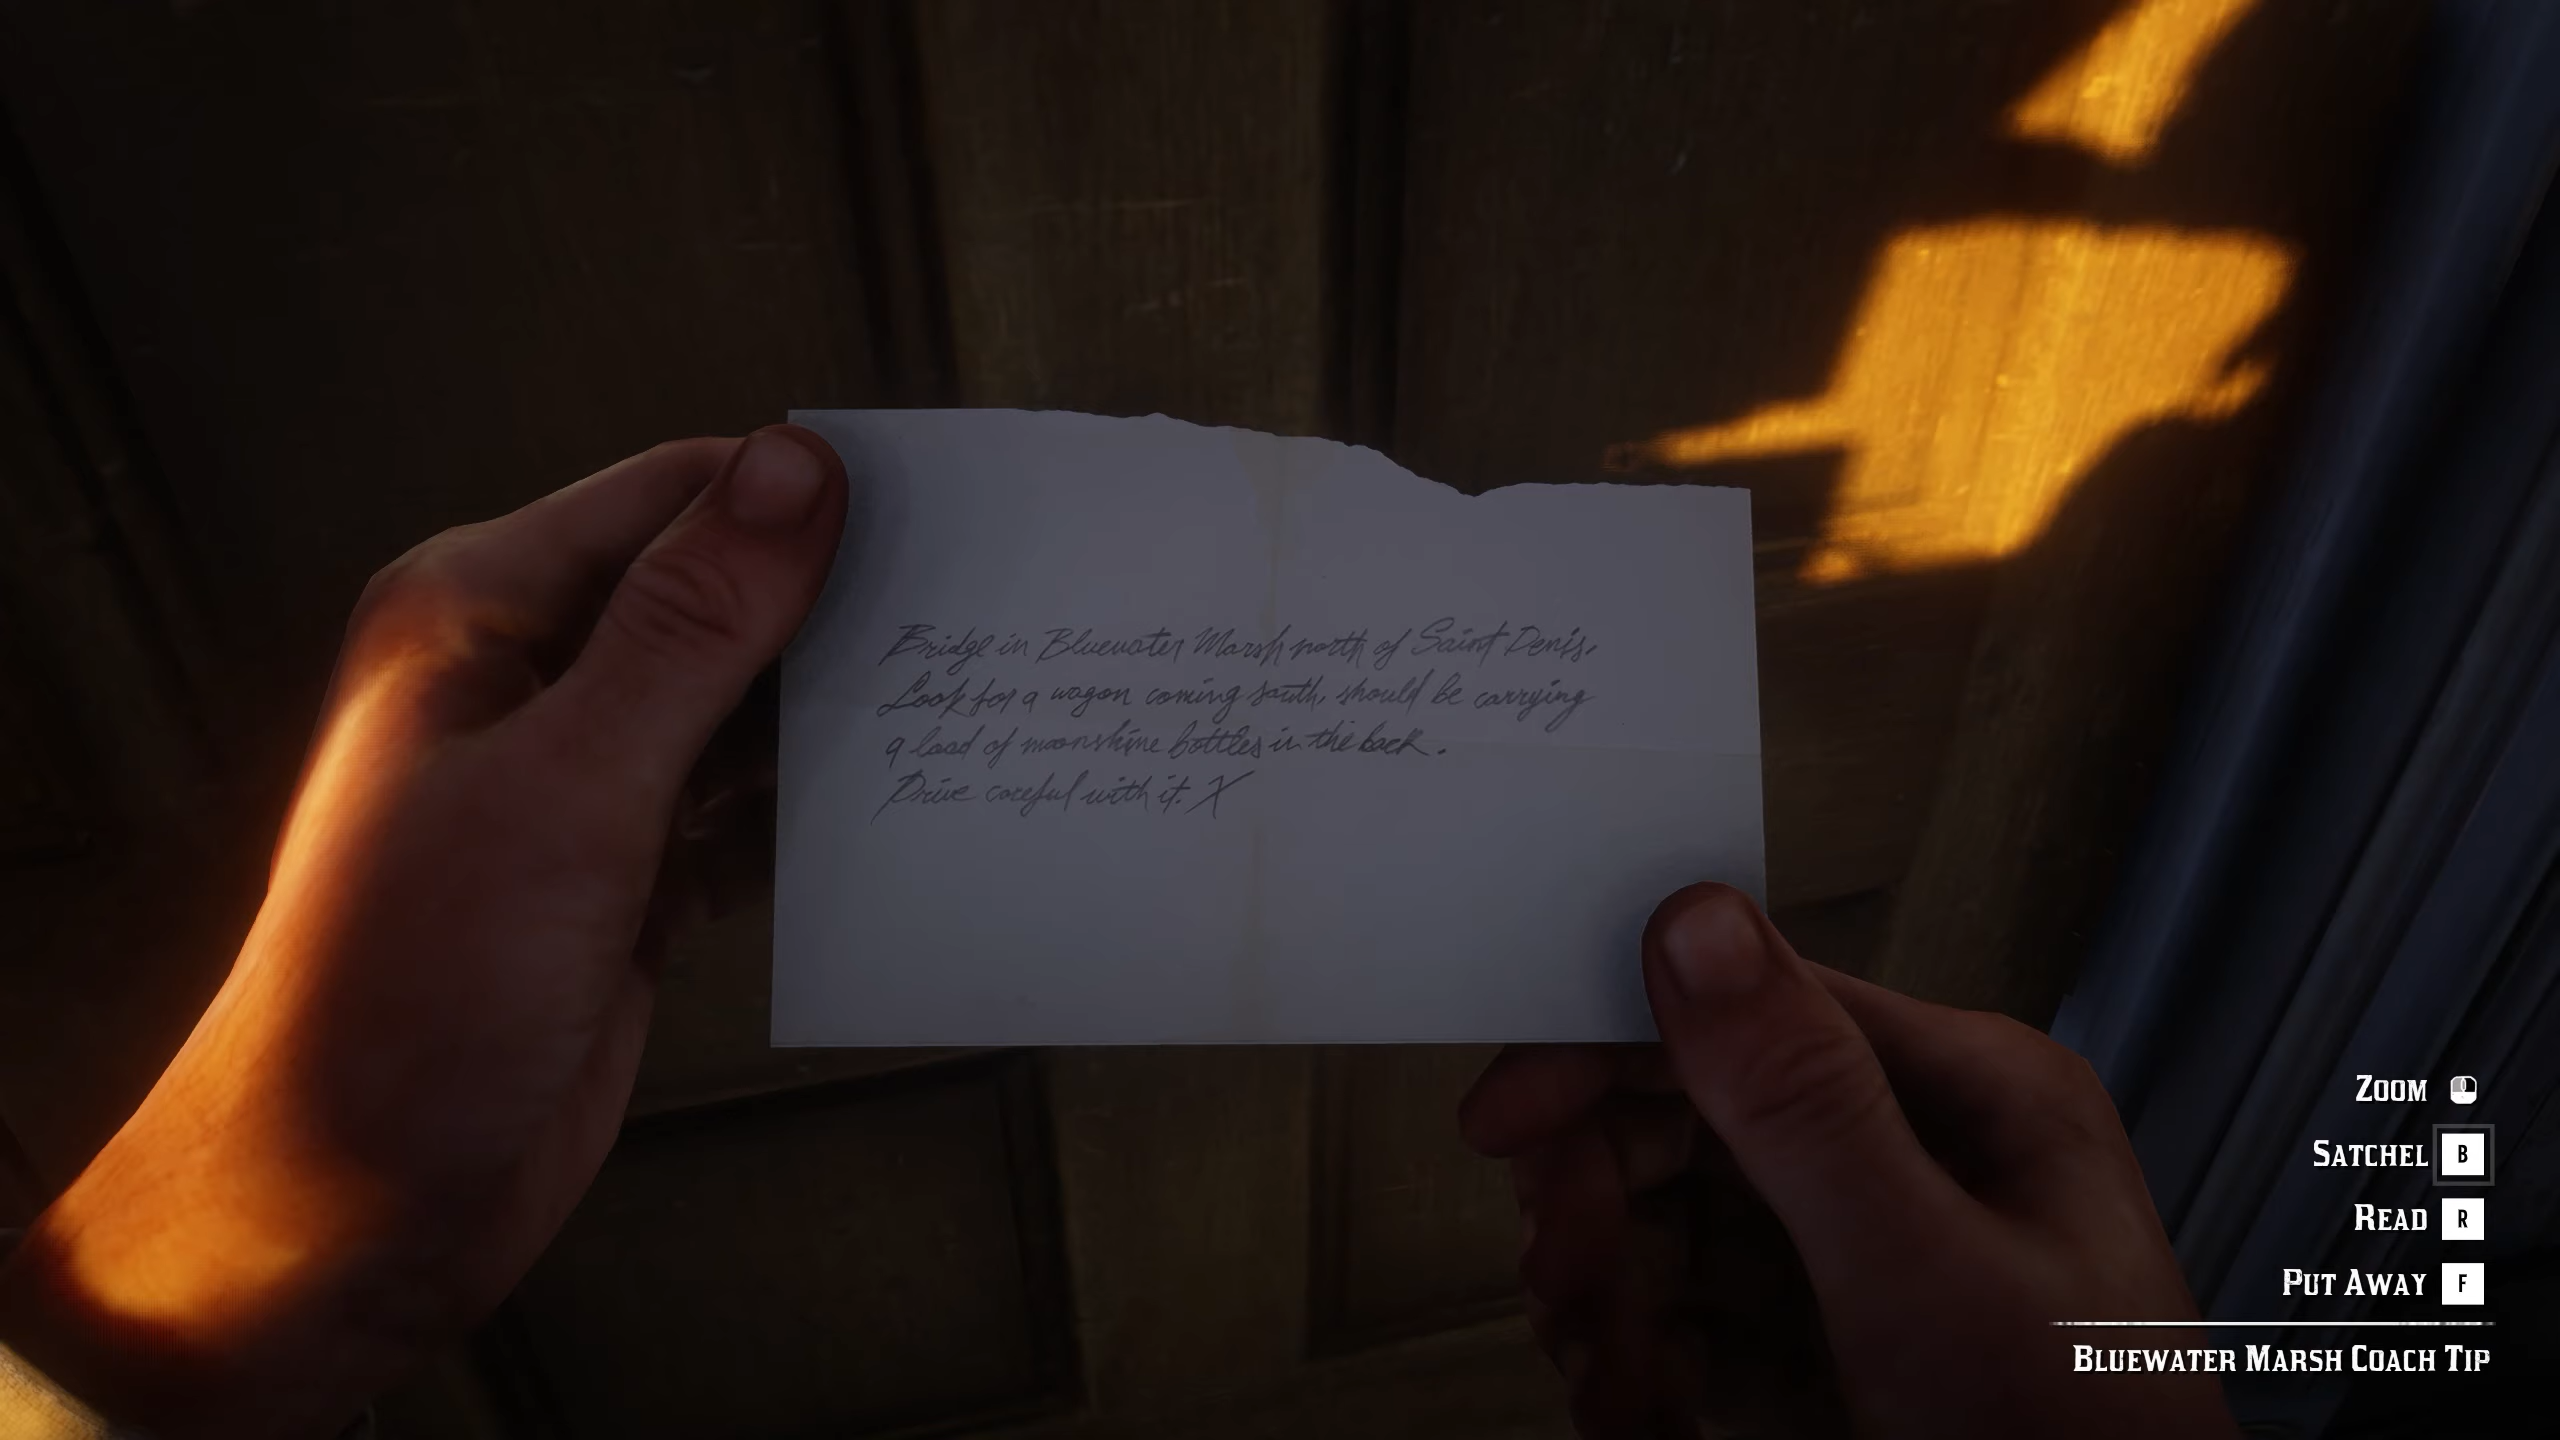 Bridge in Bluewater Marsh north of Saint Denis.
Look for a wagon coming south, should be carrying
a load of moonshine bottles in the back.
Drive careful with it. X
ZOOM
SATCHEL B
READ R
PUT AWAY F
BLUEWATER MARSH COACH TIP